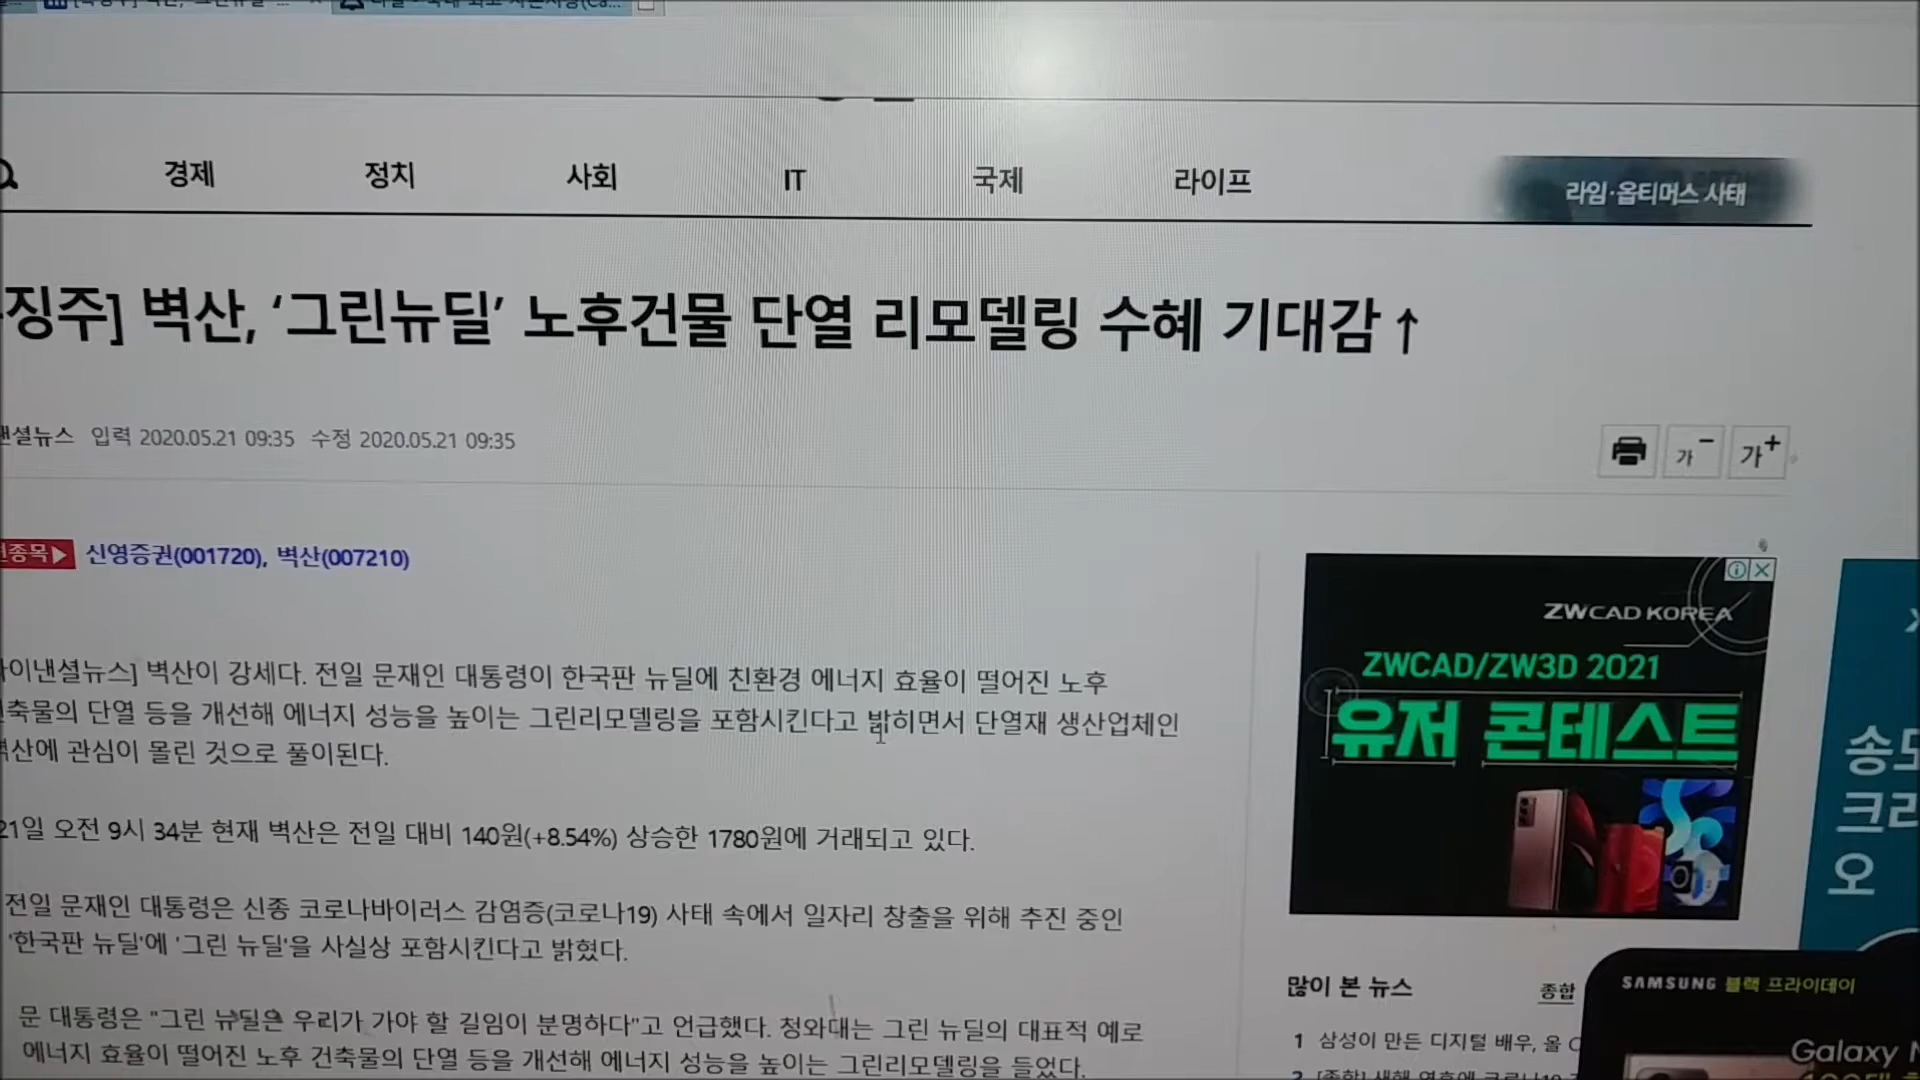 경제 정치 사회 IT 국제 라이프 라임·옵티머스 사태
징주] 벽산, ‘그린뉴딜’ 노후건물 단열 리모델링 수혜 기대감↑
낸셜뉴스 입력 2020.05.21 09:35 수정 2020.05.21 09:35
가- 가+
종목▶ 신영증권(001720), 벽산(007210)
이낸셜뉴스] 벽산이 강세다. 전일 문재인 대통령이 한국판 뉴딜에 친환경 에너지 효율이 떨어진 노후
축물의 단열 등을 개선해 에너지 성능을 높이는 그린리모델링을 포함시킨다고 밝히면서 단열재 생산업체인
벽산에 관심이 몰린 것으로 풀이된다.
21일 오전 9시 34분 현재 벽산은 전일 대비 140원(+8.54%) 상승한 1780원에 거래되고 있다.
전일 문재인 대통령은 신종 코로나바이러스 감염증(코로나19) 사태 속에서 일자리 창출을 위해 추진 중인
'한국판 뉴딜'에 '그린 뉴딜'을 사실상 포함시킨다고 밝혔다.
문 대통령은 "그린 뉴딜은 우리가 가야 할 길임이 분명하다"고 언급했다. 청와대는 그린 뉴딜의 대표적 예로
에너지 효율이 떨어진 노후 건축물의 단열 등을 개선해 에너지 성능을 높이는 그린리모델링을 들었다.
ZWCAD KOREA
ZWCAD/ZW3D 2021
유저 콘테스트
송도
크리
오
많이 본 뉴스 종합
1 삼성이 만든 디지털 배우, 올
SAMSUNG 블랙 프라이데이
Galaxy